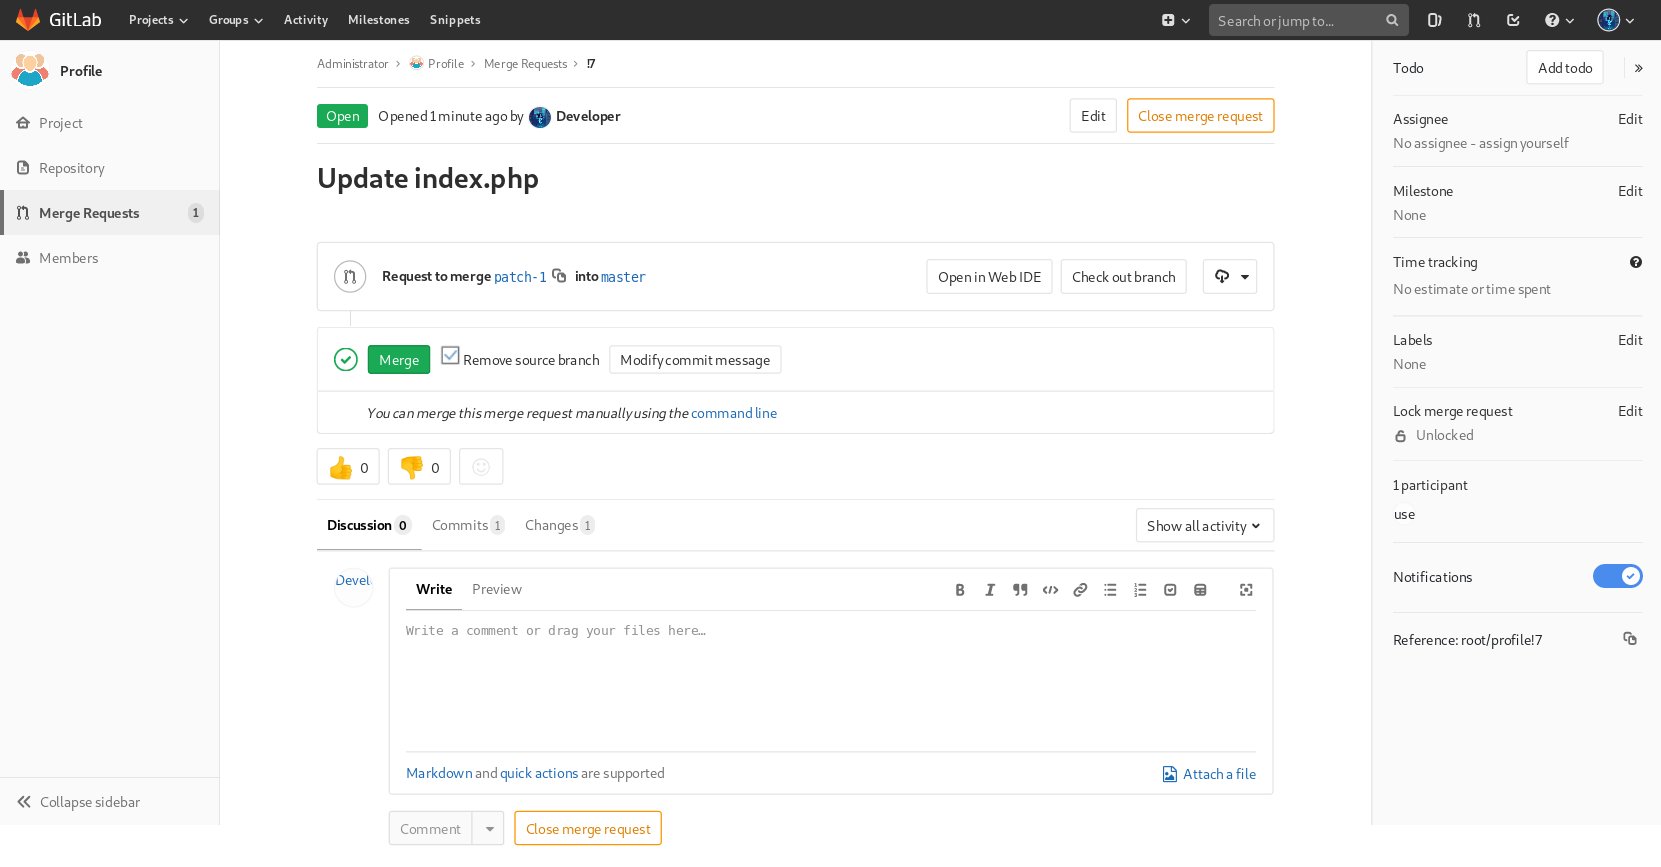 GitLab Projects Groups Activity Milestones Snippets Search or jump to...
Profile
Project
Repository
Merge Requests 1
Members
Collapse sidebar
Administrator > Profile > Merge Requests > !7
Open Opened 1 minute ago by Developer Edit Close merge request
Update index.php
Request to merge patch-1 into master Open in Web IDE Check out branch
Merge Remove source branch Modify commit message
You can merge this merge request manually using the command line
0 0
Discussion 0 Commits 1 Changes 1 Show all activity
Devel
Write Preview
Write a comment or drag your files here…
Markdown and quick actions are supported Attach a file
Comment Close merge request
Todo Add todo
Assignee Edit
No assignee - assign yourself
Milestone Edit
None
Time tracking
No estimate or time spent
Labels Edit
None
Lock merge request Edit
Unlocked
1 participant
use
Notifications
Reference: root/profile!7